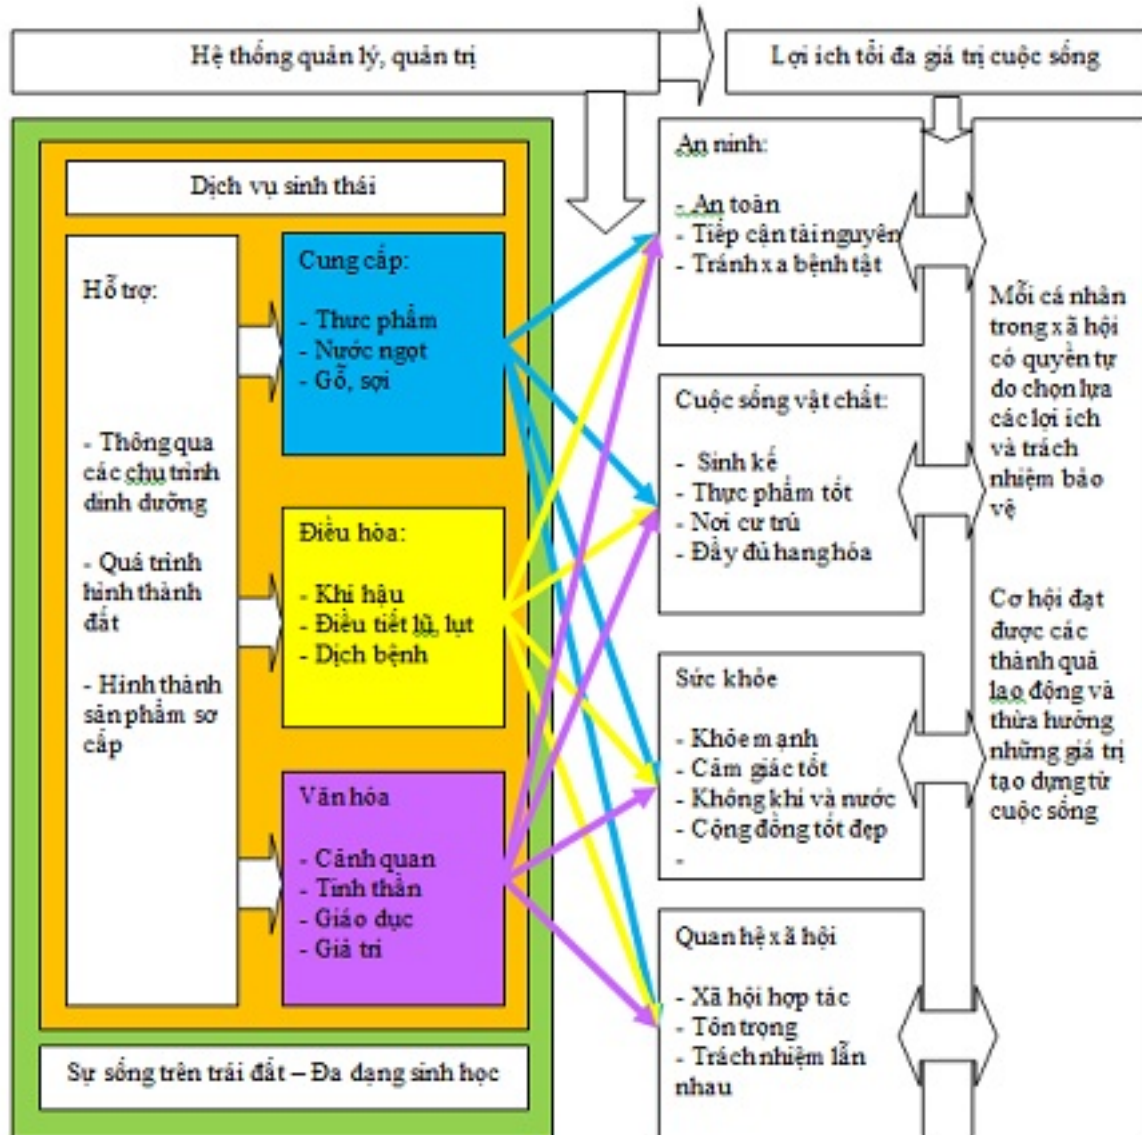 Hệ thống quản lý, quản trị
Lợi ích tối đa giá trị cuộc sống
Dịch vụ sinh thái
Hỗ trợ:
- Thông qua
các chu trình
dinh dưỡng
- Quá trình
hình thành
đất
- Hình thành
sản phẩm sơ
cấp
Cung cấp:
- Thực phẩm
- Nước ngọt
- Gỗ, sợi
Điều hòa:
- Khí hậu
- Điều tiết lũ, lụt
- Dịch bệnh
Văn hóa
- Cảnh quan
- Tinh thần
- Giáo dục
- Giá trị
Sự sống trên trái đất – Đa dạng sinh học
An ninh:
- An toàn
- Tiếp cận tài nguyên
- Tránh xa bệnh tật
Cuộc sống vật chất:
- Sinh kế
- Thực phẩm tốt
- Nơi cư trú
- Đầy đủ hang hóa
Sức khỏe
- Khỏe mạnh
- Cảm giác tốt
- Không khí và nước
- Cộng đồng tốt đẹp
-
Quan hệ xã hội
- Xã hội hợp tác
- Tôn trọng
- Trách nhiệm lẫn
nhau
Mỗi cá nhân
trong xã hội
có quyền tự
do chọn lựa
các lợi ích
và trách
nhiệm bảo
vệ
Cơ hội đạt
được các
thành quả
lao động và
thừa hưởng
những giá trị
tạo dựng từ
cuộc sống